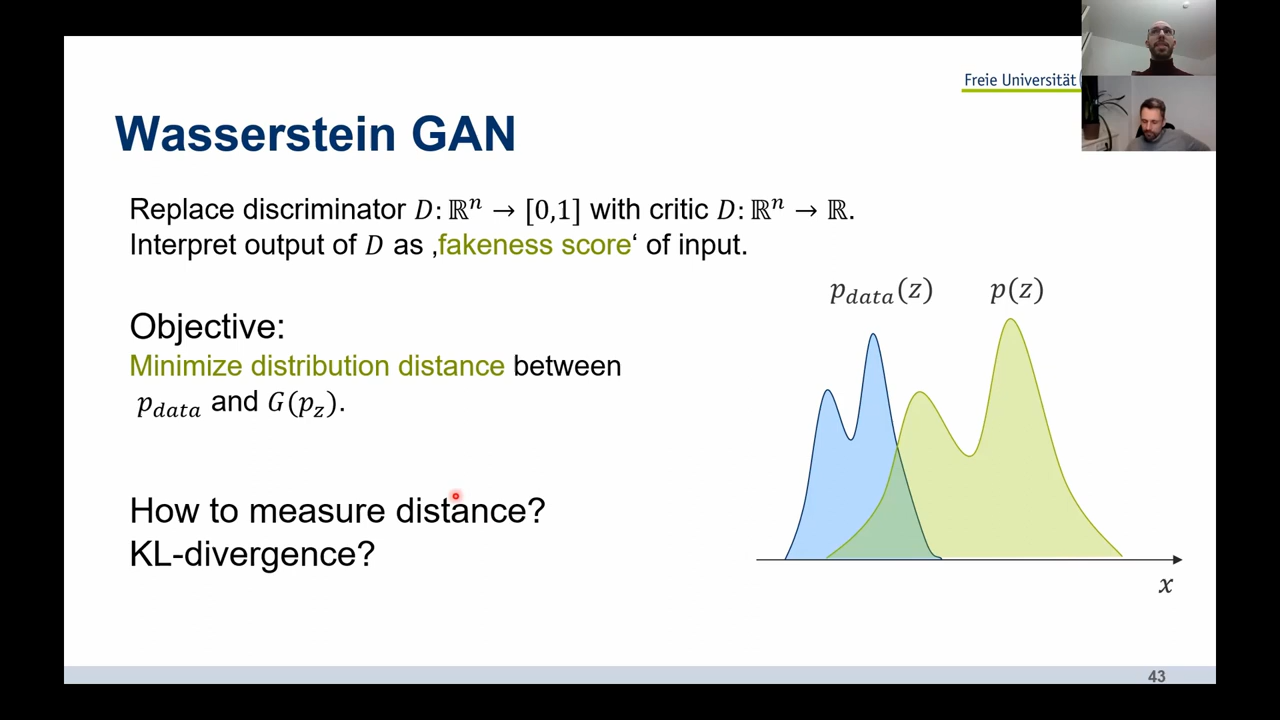 Freie Universität
Wasserstein GAN
Replace discriminator D: ℝⁿ → [0,1] with critic D: ℝⁿ → ℝ.
Interpret output of D as ‚fakeness score‘ of input.
p_data(z) p(z)
Objective:
Minimize distribution distance between
p_data and G(p_z).
How to measure distance?
KL-divergence?
x
43